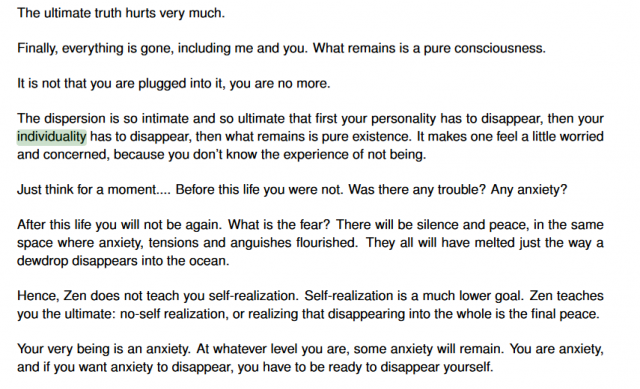 The ultimate truth hurts very much.
Finally, everything is gone, including me and you. What remains is a pure consciousness.
It is not that you are plugged into it, you are no more.
The dispersion is so intimate and so ultimate that first your personality has to disappear, then your
individuality has to disappear, then what remains is pure existence. It makes one feel a little worried
and concerned, because you don’t know the experience of not being.
Just think for a moment.... Before this life you were not. Was there any trouble? Any anxiety?
After this life you will not be again. What is the fear? There will be silence and peace, in the same
space where anxiety, tensions and anguishes flourished. They all will have melted just the way a
dewdrop disappears into the ocean.
Hence, Zen does not teach you self-realization. Self-realization is a much lower goal. Zen teaches
you the ultimate: no-self realization, or realizing that disappearing into the whole is the final peace.
Your very being is an anxiety. At whatever level you are, some anxiety will remain. You are anxiety,
and if you want anxiety to disappear, you have to be ready to disappear yourself.